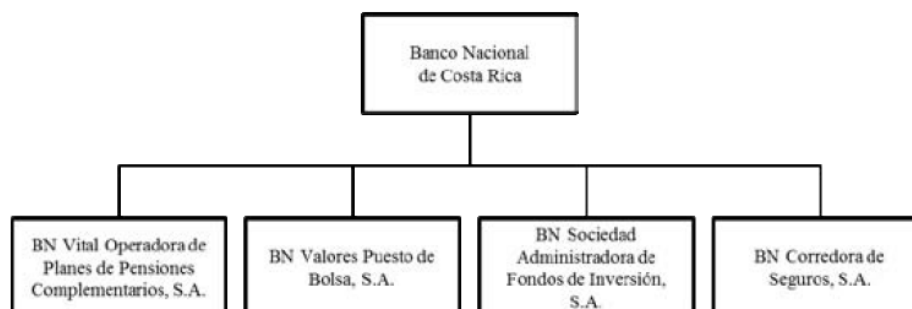 Banco Nacional
de Costa Rica
BN Vital Operadora de
Planes de Pensiones
Complementarios, S.A.
BN Valores Puesto de
Bolsa, S.A.
BN Sociedad
Administradora de
Fondos de Inversión,
S.A.
BN Corredora de
Seguros, S.A.